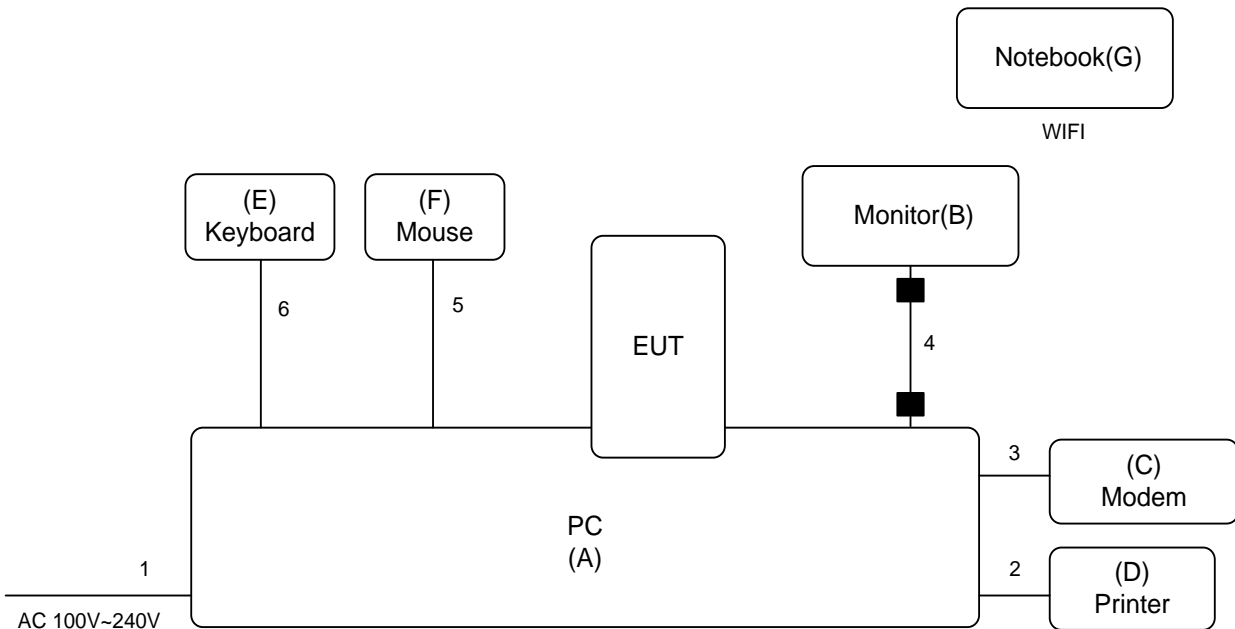 Notebook(G)
WIFI
(E)
Keyboard
(F)
Mouse
Monitor(B)
6
5
EUT
4
3
(C)
Modem
PC
(A)
1
2
(D)
Printer
AC 100V~240V